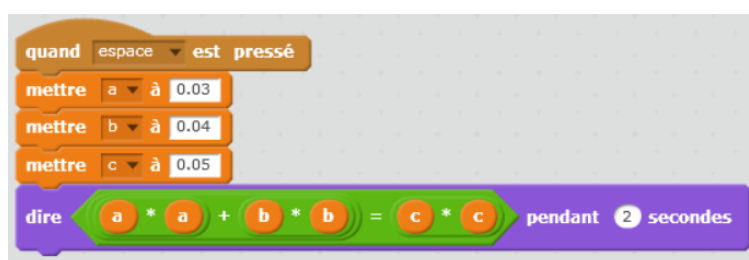 quand espace est pressé
mettre a à 0.03
mettre b à 0.04
mettre c à 0.05
dire a * a + b * b = c * c pendant 2 secondes